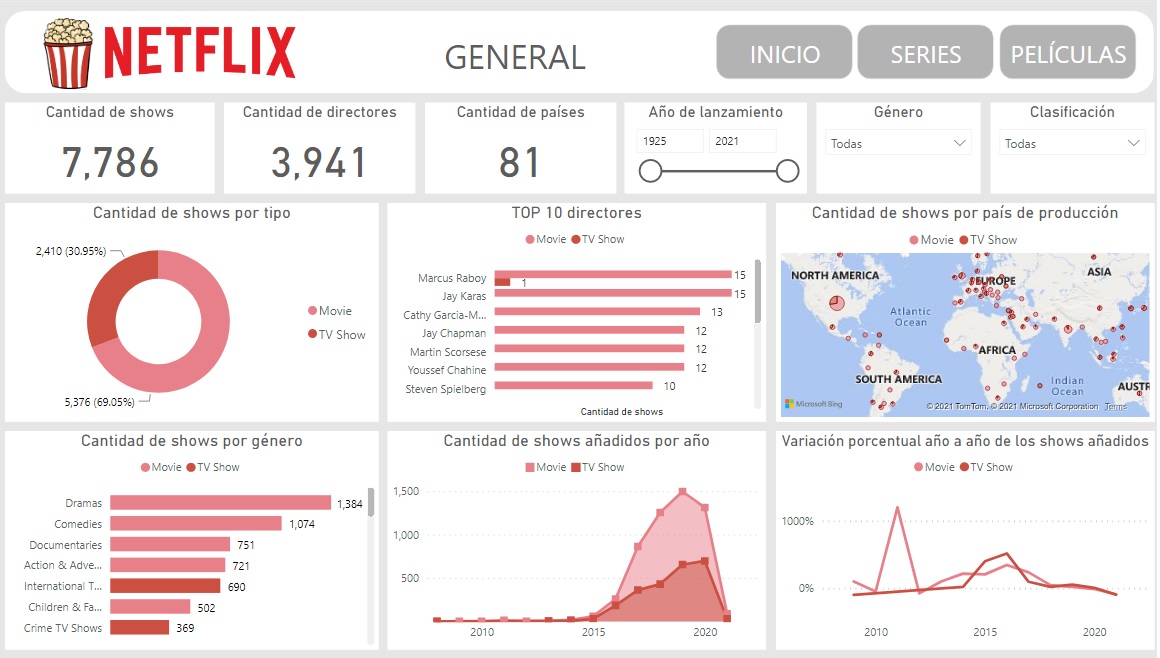 NETFLIX
GENERAL
INICIO
SERIES
PELÍCULAS
Cantidad de shows
7,786
Cantidad de directores
3,941
Cantidad de países
81
Año de lanzamiento
1925
2021
Género
Todas
Clasificación
Todas
Cantidad de shows por tipo
2,410 (30.95%)
5,376 (69.05%)
Movie
TV Show
TOP 10 directores
Movie TV Show
Marcus Raboy 15
1
Jay Karas 15
Cathy Garcia-M... 13
Jay Chapman 12
Martin Scorsese 12
Youssef Chahine 12
Steven Spielberg 10
Cantidad de shows
Cantidad de shows por país de producción
Movie TV Show
NORTH AMERICA
EUROPE
ASIA
Atlantic
Ocean
AFRICA
SOUTH AMERICA
Indian
Ocean
AUSTR
Microsoft Bing
© 2021 TomTom, © 2021 Microsoft Corporation Terms
Cantidad de shows por género
Movie TV Show
Dramas 1,384
Comedies 1,074
Documentaries 751
Action & Adve... 721
International T... 690
Children & Fa... 502
Crime TV Shows 369
Cantidad de shows añadidos por año
Movie TV Show
1,500
1,000
500
2010 2015 2020
Variación porcentual año a año de los shows añadidos
Movie TV Show
1000%
0%
2010 2015 2020